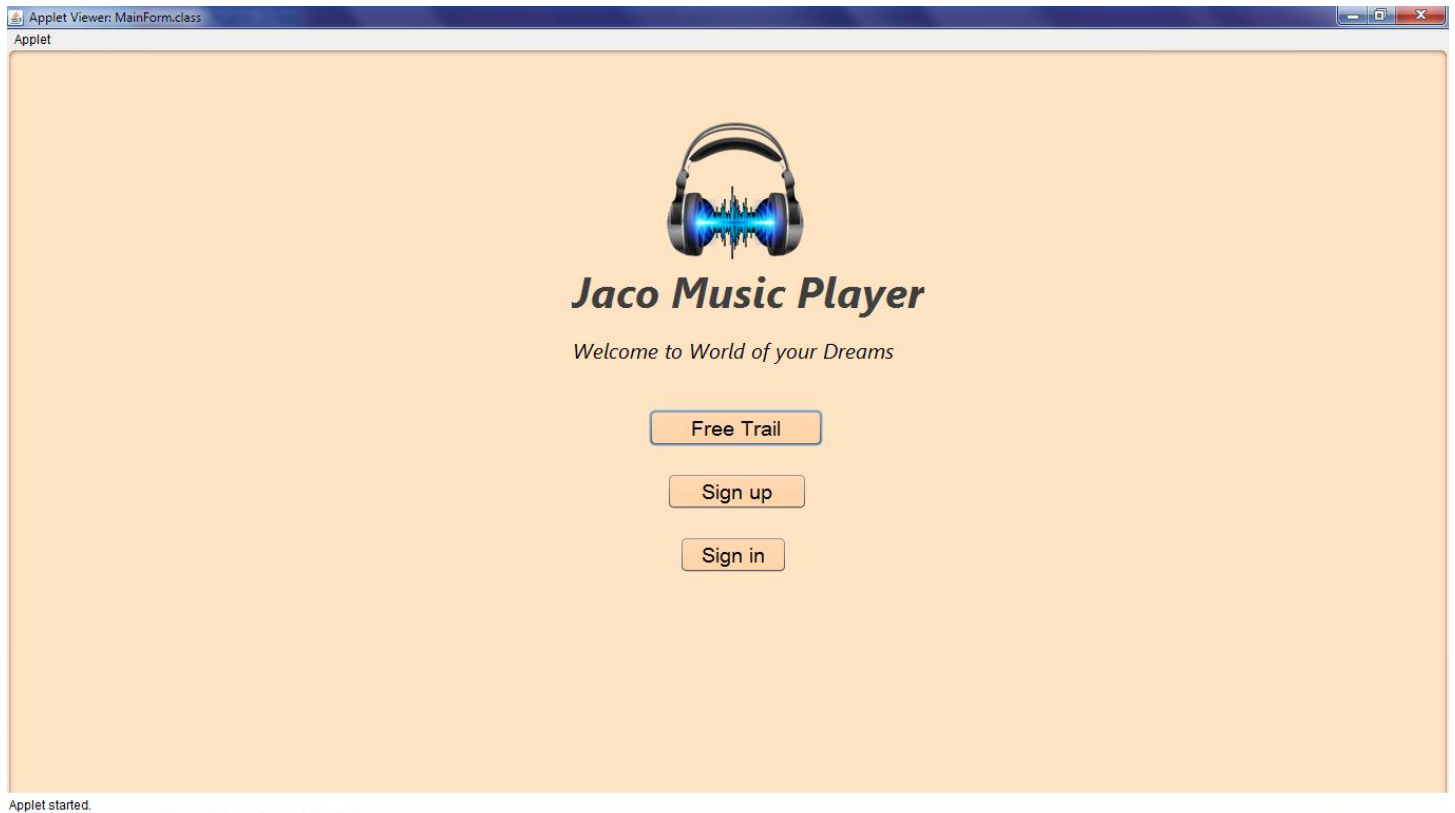 Applet Viewer: MainForm.class
Applet
Jaco Music Player
Welcome to World of your Dreams
Free Trail
Sign up
Sign in
Applet started.